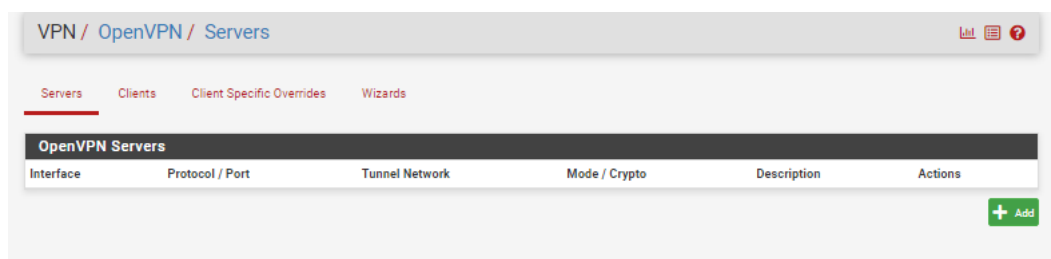 VPN / OpenVPN / Servers
Servers Clients Client Specific Overrides Wizards
OpenVPN Servers
Interface Protocol / Port Tunnel Network Mode / Crypto Description Actions
Add